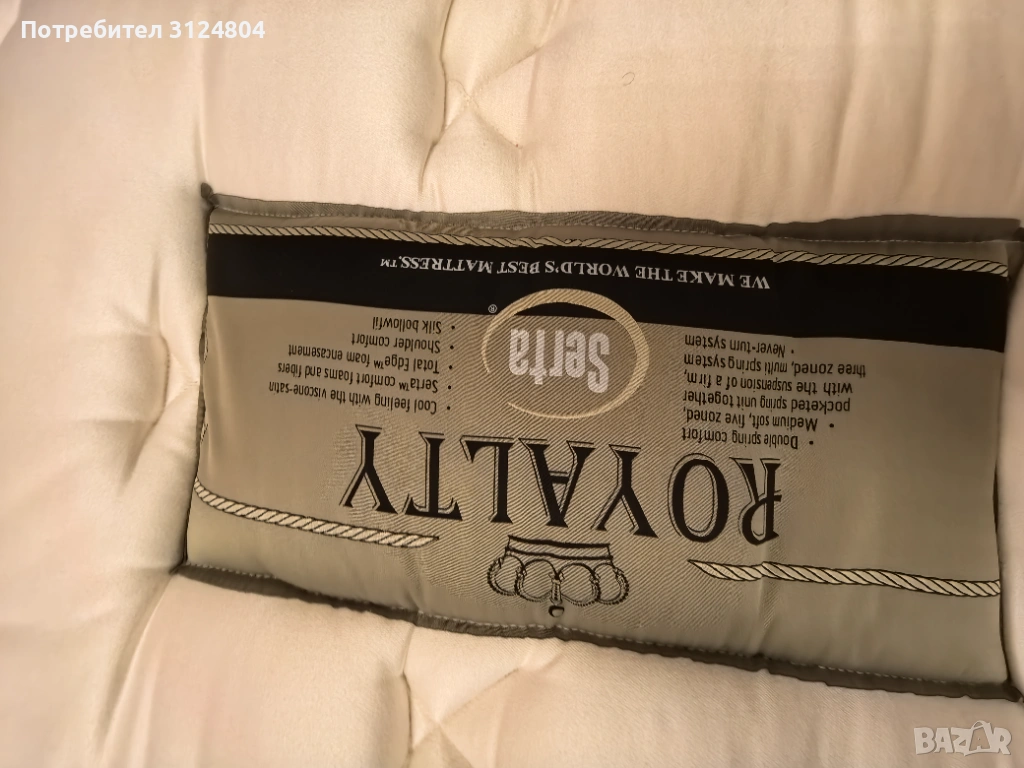 Потребител 3124804
ROYALTY
• Double spring comfort
• Medium soft, five zoned,
pocketed spring unit together
with the suspension of a firm,
three zoned, multi spring system
• Never-turn system
Serta®
• Cool feeling with the viscone-satin
• Serta™ comfort foams and fibers
• Total Edge™ foam encasement
• Shoulder comfort
• Silk bollowfil
WE MAKE THE WORLD'S BEST MATTRESS.™
BAZAR